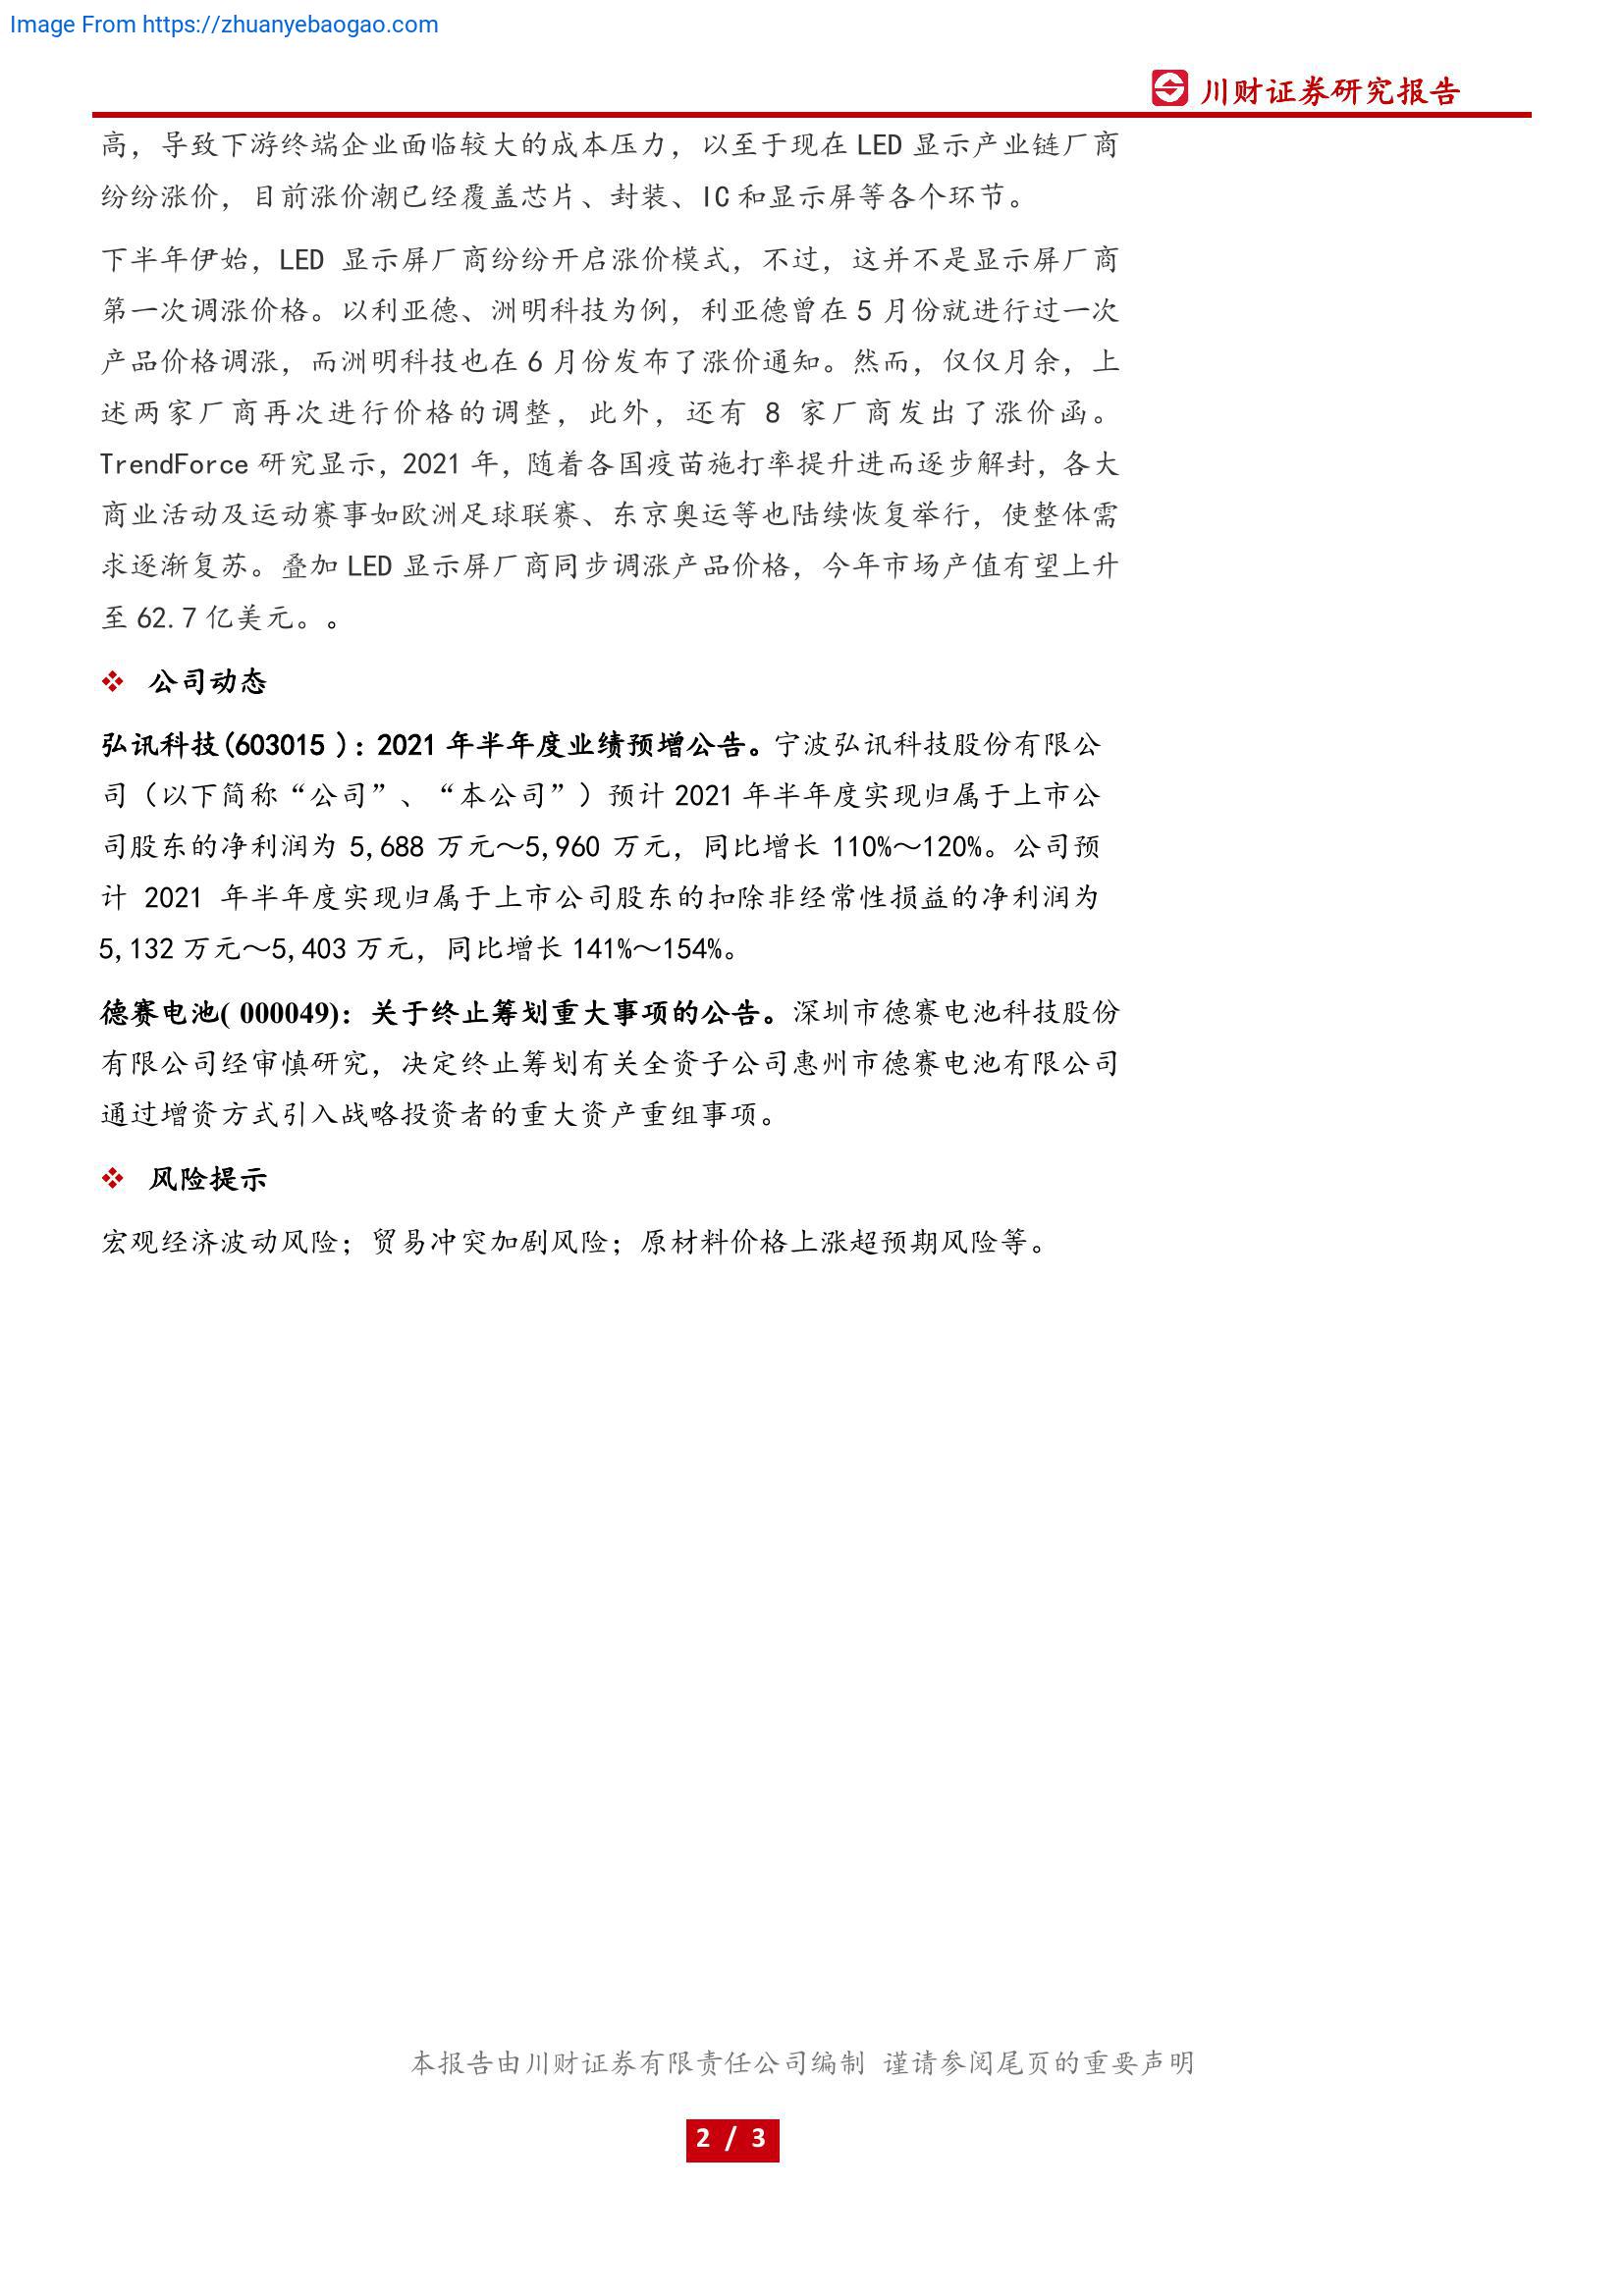 Image From https://zhuanyebaogao.com
川财证券研究报告
高，导致下游终端企业面临较大的成本压力，以至于现在 LED 显示产业链厂商
纷纷涨价，目前涨价潮已经覆盖芯片、封装、IC 和显示屏等各个环节。
下半年伊始，LED 显示屏厂商纷纷开启涨价模式，不过，这并不是显示屏厂商
第一次调涨价格。以利亚德、洲明科技为例，利亚德曾在 5 月份就进行过一次
产品价格调涨，而洲明科技也在 6 月份发布了涨价通知。然而，仅仅月余，上
述两家厂商再次进行价格的调整，此外，还有 8 家厂商发出了涨价函。
TrendForce 研究显示，2021 年，随着各国疫苗施打率提升进而逐步解封，各大
商业活动及运动赛事如欧洲足球联赛、东京奥运等也陆续恢复举行，使整体需
求逐渐复苏。叠加 LED 显示屏厂商同步调涨产品价格，今年市场产值有望上升
至 62.7 亿美元。。
❖ 公司动态
弘讯科技(603015 )：2021 年半年度业绩预增公告。宁波弘讯科技股份有限公
司（以下简称“公司”、“本公司”）预计 2021 年半年度实现归属于上市公
司股东的净利润为 5,688 万元～5,960 万元，同比增长 110%～120%。公司预
计 2021 年半年度实现归属于上市公司股东的扣除非经常性损益的净利润为
5,132 万元～5,403 万元，同比增长 141%～154%。
德赛电池( 000049)：关于终止筹划重大事项的公告。深圳市德赛电池科技股份
有限公司经审慎研究，决定终止筹划有关全资子公司惠州市德赛电池有限公司
通过增资方式引入战略投资者的重大资产重组事项。
❖ 风险提示
宏观经济波动风险；贸易冲突加剧风险；原材料价格上涨超预期风险等。
本报告由川财证券有限责任公司编制 谨请参阅尾页的重要声明
2 / 3